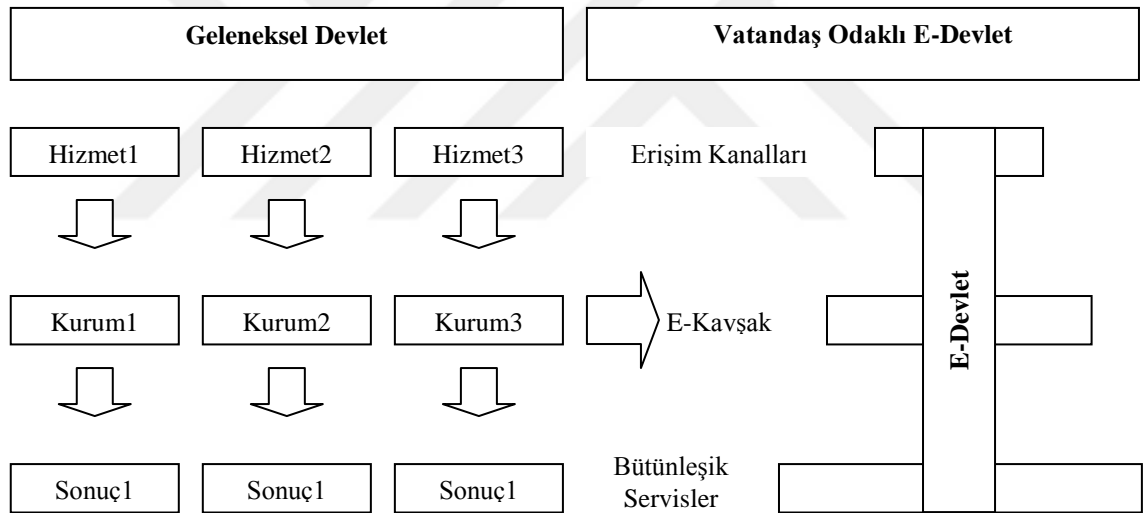 Geleneksel Devlet
Vatandaş Odaklı E-Devlet
Hizmet1
Hizmet2
Hizmet3
Erişim Kanalları
Kurum1
Kurum2
Kurum3
E-Kavşak
E-Devlet
Sonuç1
Sonuç1
Sonuç1
Bütünleşik
Servisler